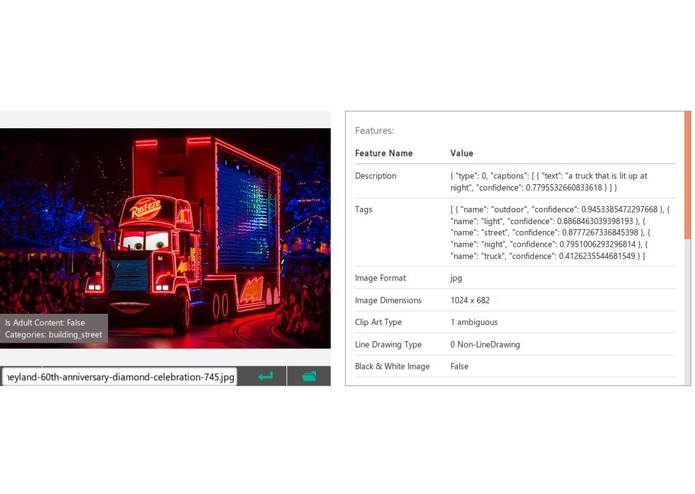 Rust-eze
Is Adult Content: False
Categories: building_street
neyland-60th-anniversary-diamond-celebration-745.jpg
Features:
Feature Name Value
Description { "type": 0, "captions": [ { "text": "a truck that is lit up at
night", "confidence": 0.7795532660833618 } ] }
Tags [ { "name": "outdoor", "confidence": 0.9453385472297668 }, {
"name": "light", "confidence": 0.8868463039398193 }, {
"name": "street", "confidence": 0.8777267336845398 }, {
"name": "night", "confidence": 0.7951006293296814 }, {
"name": "truck", "confidence": 0.4126235544681549 } ]
Image Format jpg
Image Dimensions 1024 x 682
Clip Art Type 1 ambiguous
Line Drawing Type 0 Non-LineDrawing
Black & White Image False